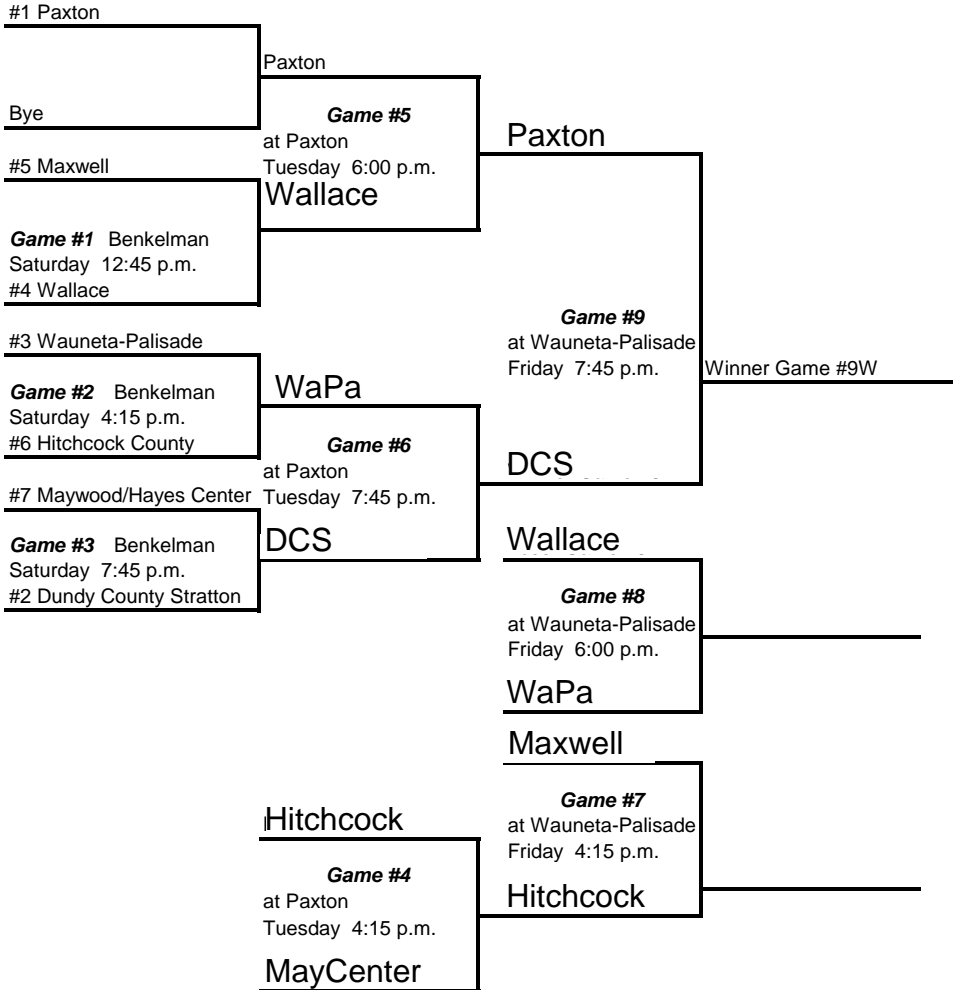 #1 Paxton
Paxton
Bye
Game #5
at Paxton
Tuesday 6:00 p.m.
Paxton
#5 Maxwell
Wallace
Game #1 Benkelman
Saturday 12:45 p.m.
#4 Wallace
Game #9
at Wauneta-Palisade
Friday 7:45 p.m.
Winner Game #9W
#3 Wauneta-Palisade
WaPa
Game #2 Benkelman
Saturday 4:15 p.m.
#6 Hitchcock County
Game #6
at Paxton
Tuesday 7:45 p.m.
DCS
#7 Maywood/Hayes Center
DCS
Game #3 Benkelman
Saturday 7:45 p.m.
#2 Dundy County Stratton
Wallace
Game #8
at Wauneta-Palisade
Friday 6:00 p.m.
WaPa
Maxwell
Game #7
at Wauneta-Palisade
Friday 4:15 p.m.
Hitchcock
Hitchcock
Game #4
at Paxton
Tuesday 4:15 p.m.
MayCenter